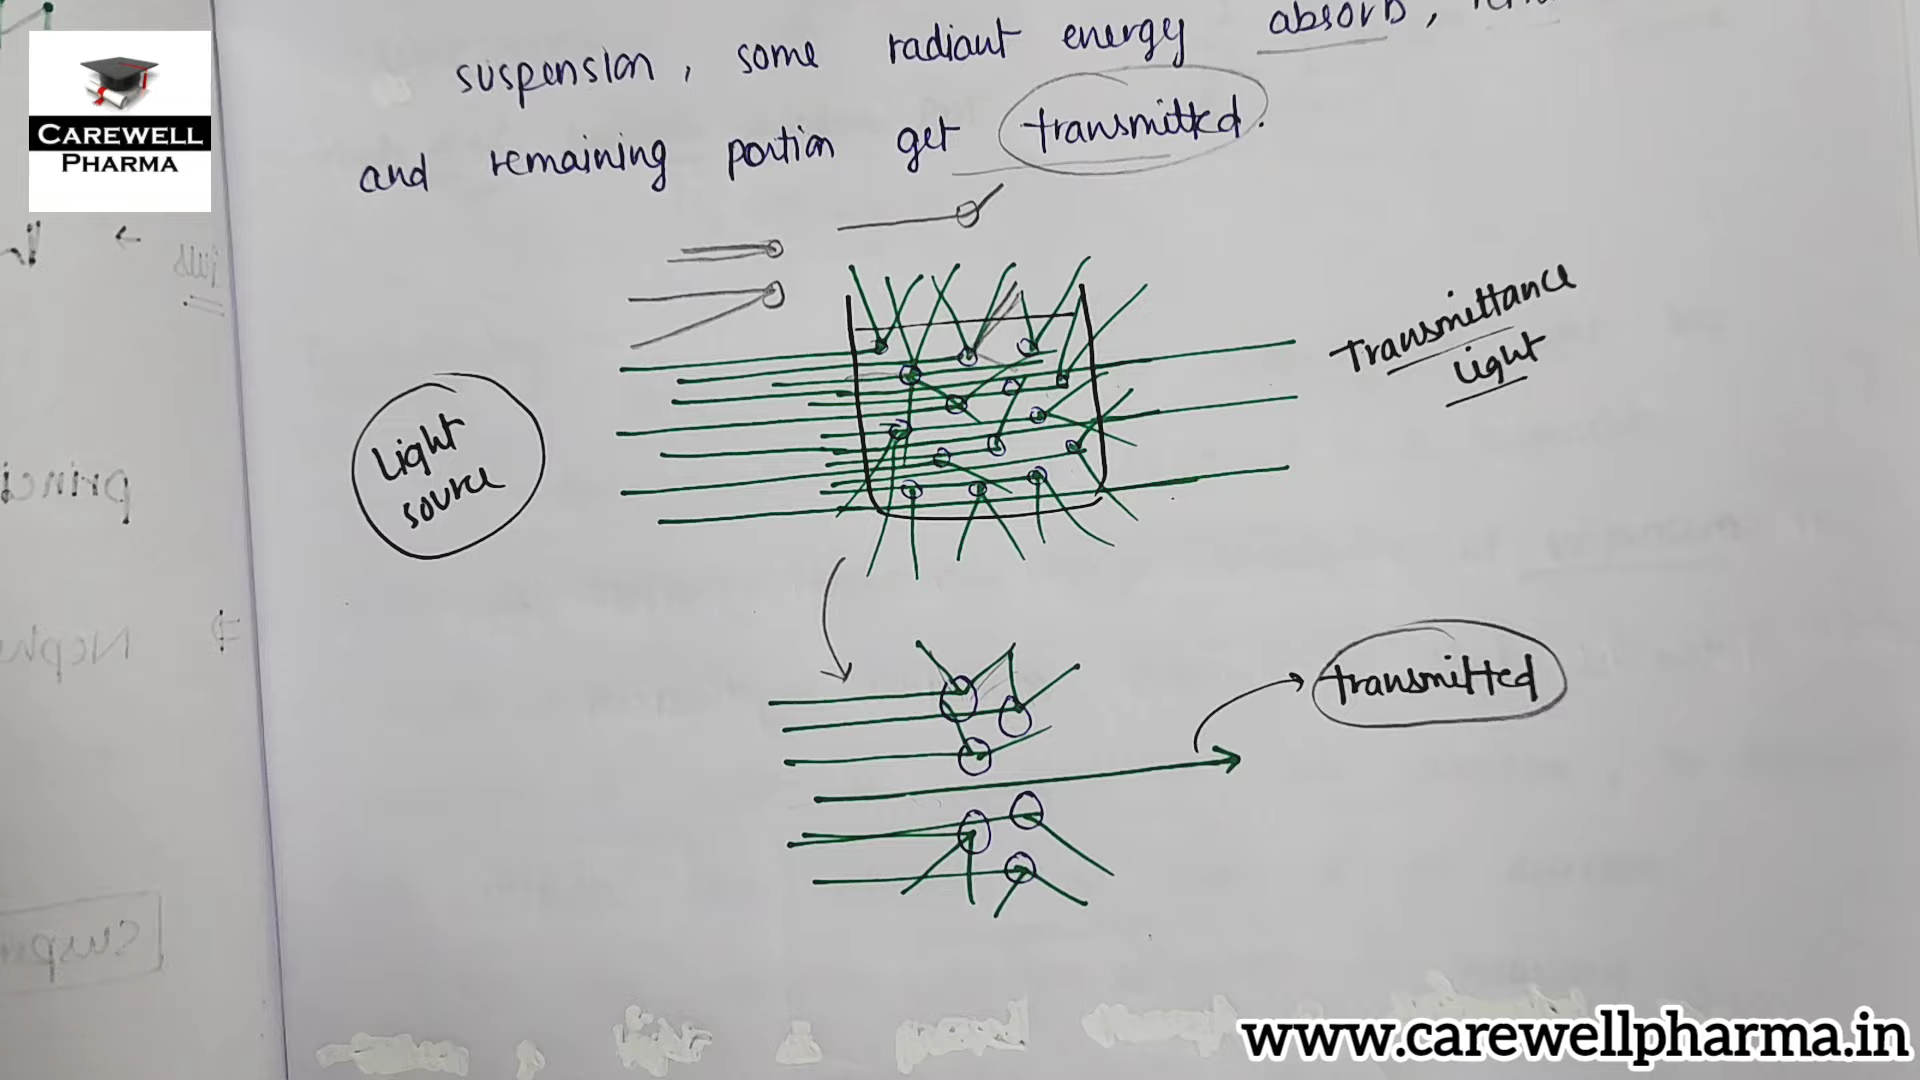 suspension, some radiant energy absorb,
and remaining portion get transmitted.
CAREWELL
PHARMA
Transmittance
Light
Light
source
transmitted
www.carewellpharma.in